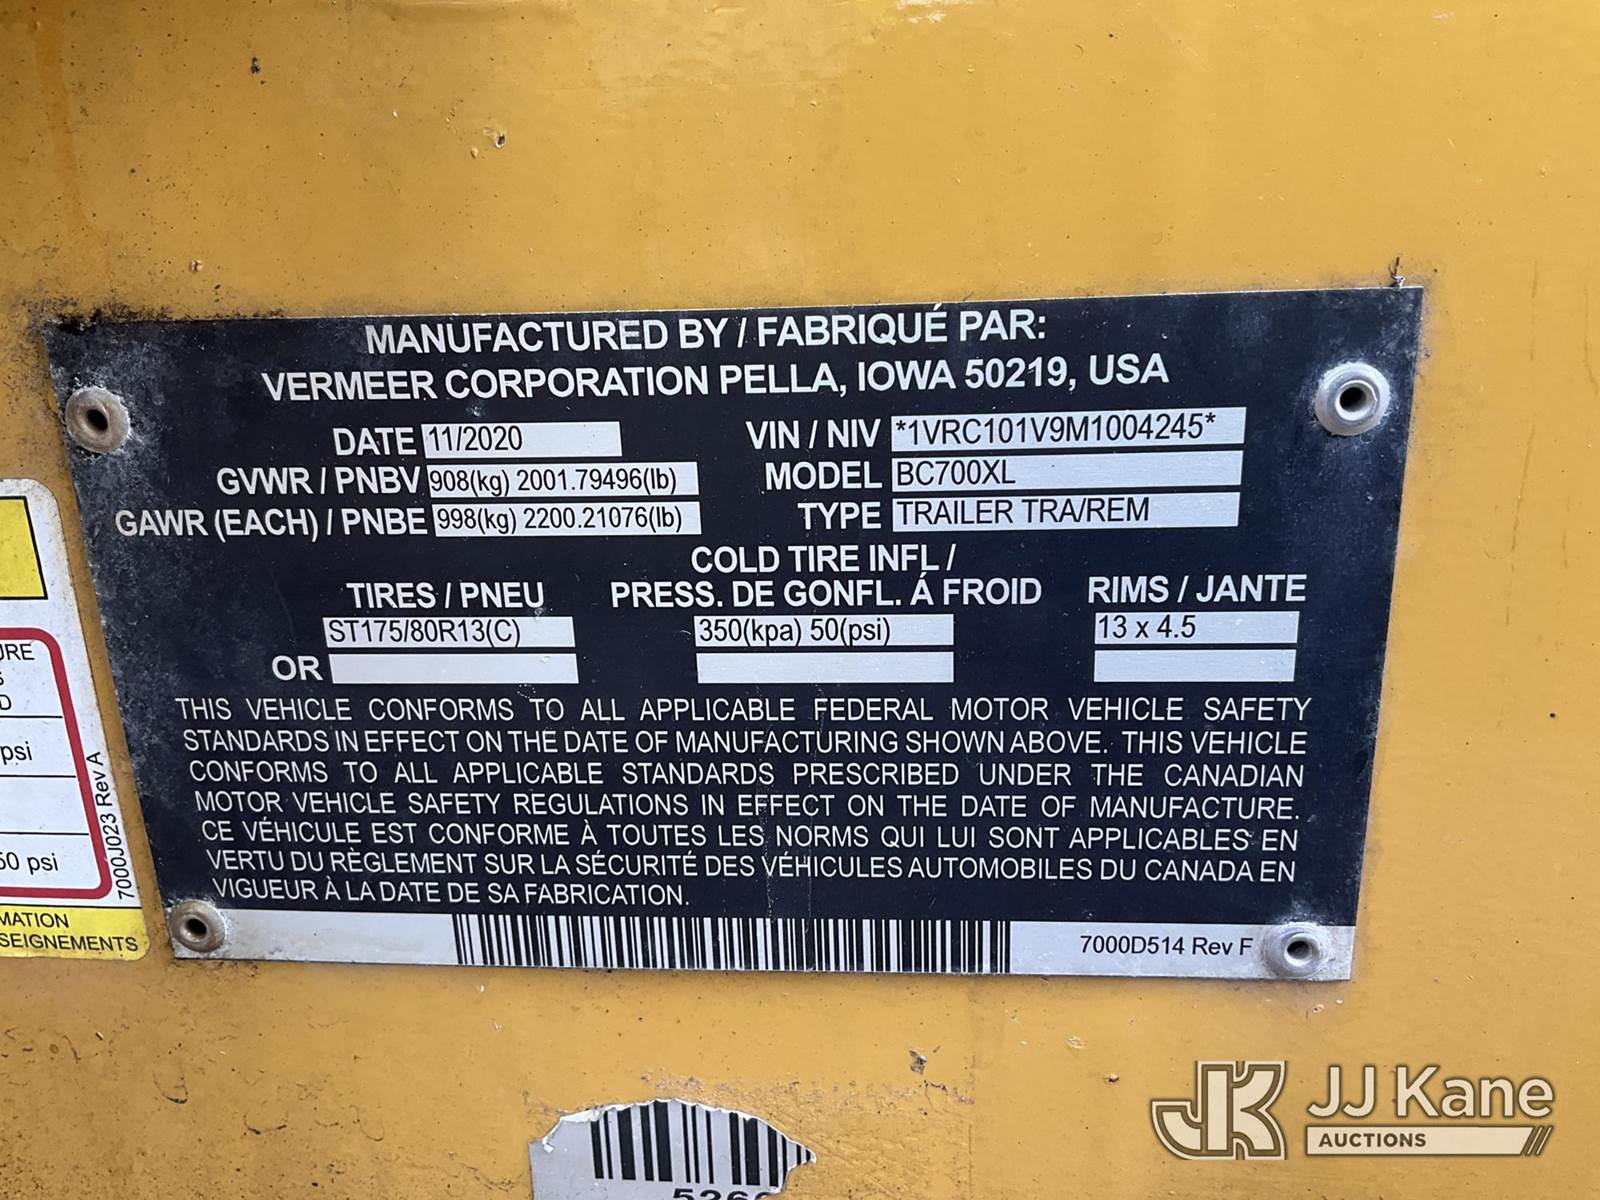 MANUFACTURED BY / FABRIQUÉ PAR:
VERMEER CORPORATION PELLA, IOWA 50219, USA
DATE 11/2020 VIN / NIV *1VRC101V9M1004245*
GVWR / PNBV 908(kg) 2001.79496(lb) MODEL BC700XL
GAWR (EACH) / PNBE 998(kg) 2200.21076(lb) TYPE TRAILER TRA/REM
COLD TIRE INFL /
TIRES / PNEU PRESS. DE GONFL. Á FROID RIMS / JANTE
ST175/80R13(C) 350(kpa) 50(psi) 13 x 4.5
OR
THIS VEHICLE CONFORMS TO ALL APPLICABLE FEDERAL MOTOR VEHICLE SAFETY
STANDARDS IN EFFECT ON THE DATE OF MANUFACTURING SHOWN ABOVE. THIS VEHICLE
CONFORMS TO ALL APPLICABLE STANDARDS PRESCRIBED UNDER THE CANADIAN
MOTOR VEHICLE SAFETY REGULATIONS IN EFFECT ON THE DATE OF MANUFACTURE.
CE VÉHICULE EST CONFORME À TOUTES LES NORMS QUI LUI SONT APPLICABLES EN
VERTU DU RÈGLEMENT SUR LA SÉCURITÉ DES VÉHICULES AUTOMOBILES DU CANADA EN
VIGUEUR À LA DATE DE SA FABRICATION.
7000D514 Rev F
psi
psi
7000J023 Rev A
JJ Kane
AUCTIONS